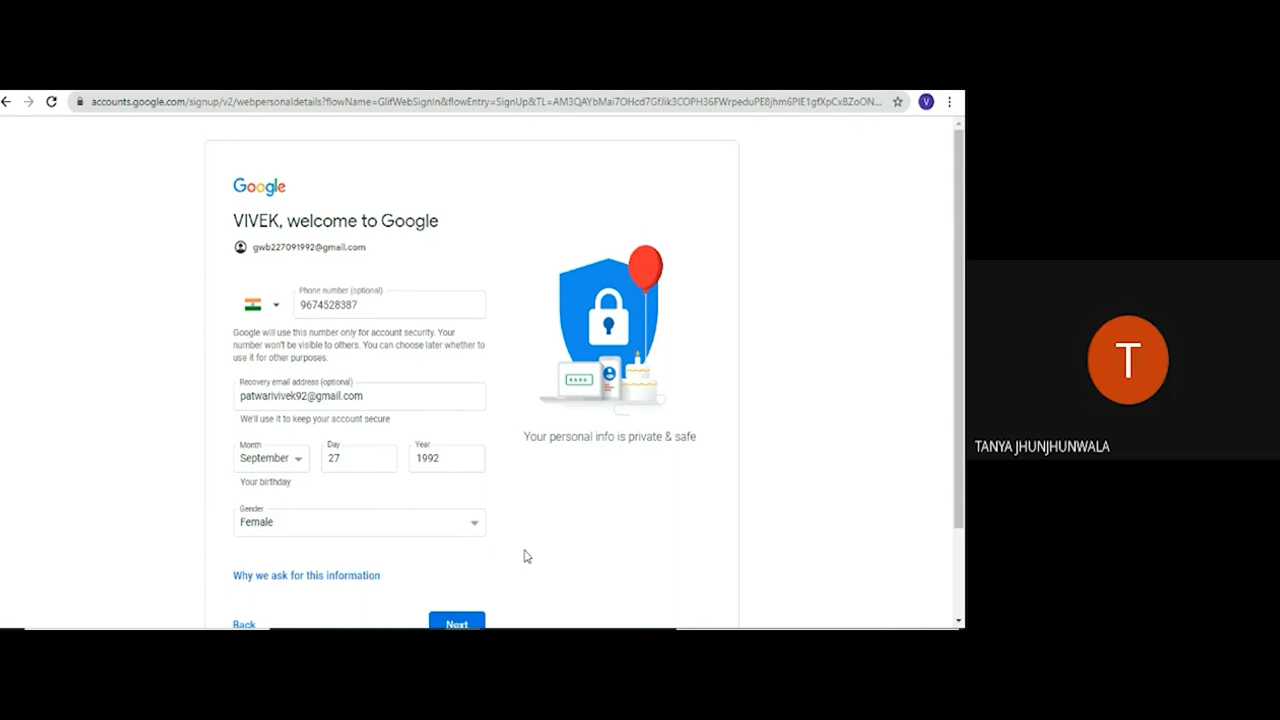 accounts.google.com/signup/v2/webpersonaldetails?flowName=GlifWebSignIn&flowEntry=SignUp&TL=
V
Google
VIVEK, welcome to Google
gwb227091992@gmail.com
Phone number (optional)
9674528387
Google will use this number only for account security. Your
number won't be visible to others. You can choose later whether to
use it for other purposes.
Recovery email address (optional)
patwarivivek92@gmail.com
We'll use it to keep your account secure
Month
September
Day
27
Year
1992
Your birthday
Gender
Female
Why we ask for this information
Back
Next
Your personal info is private & safe
T
TANYA JHUNJHUNWALA